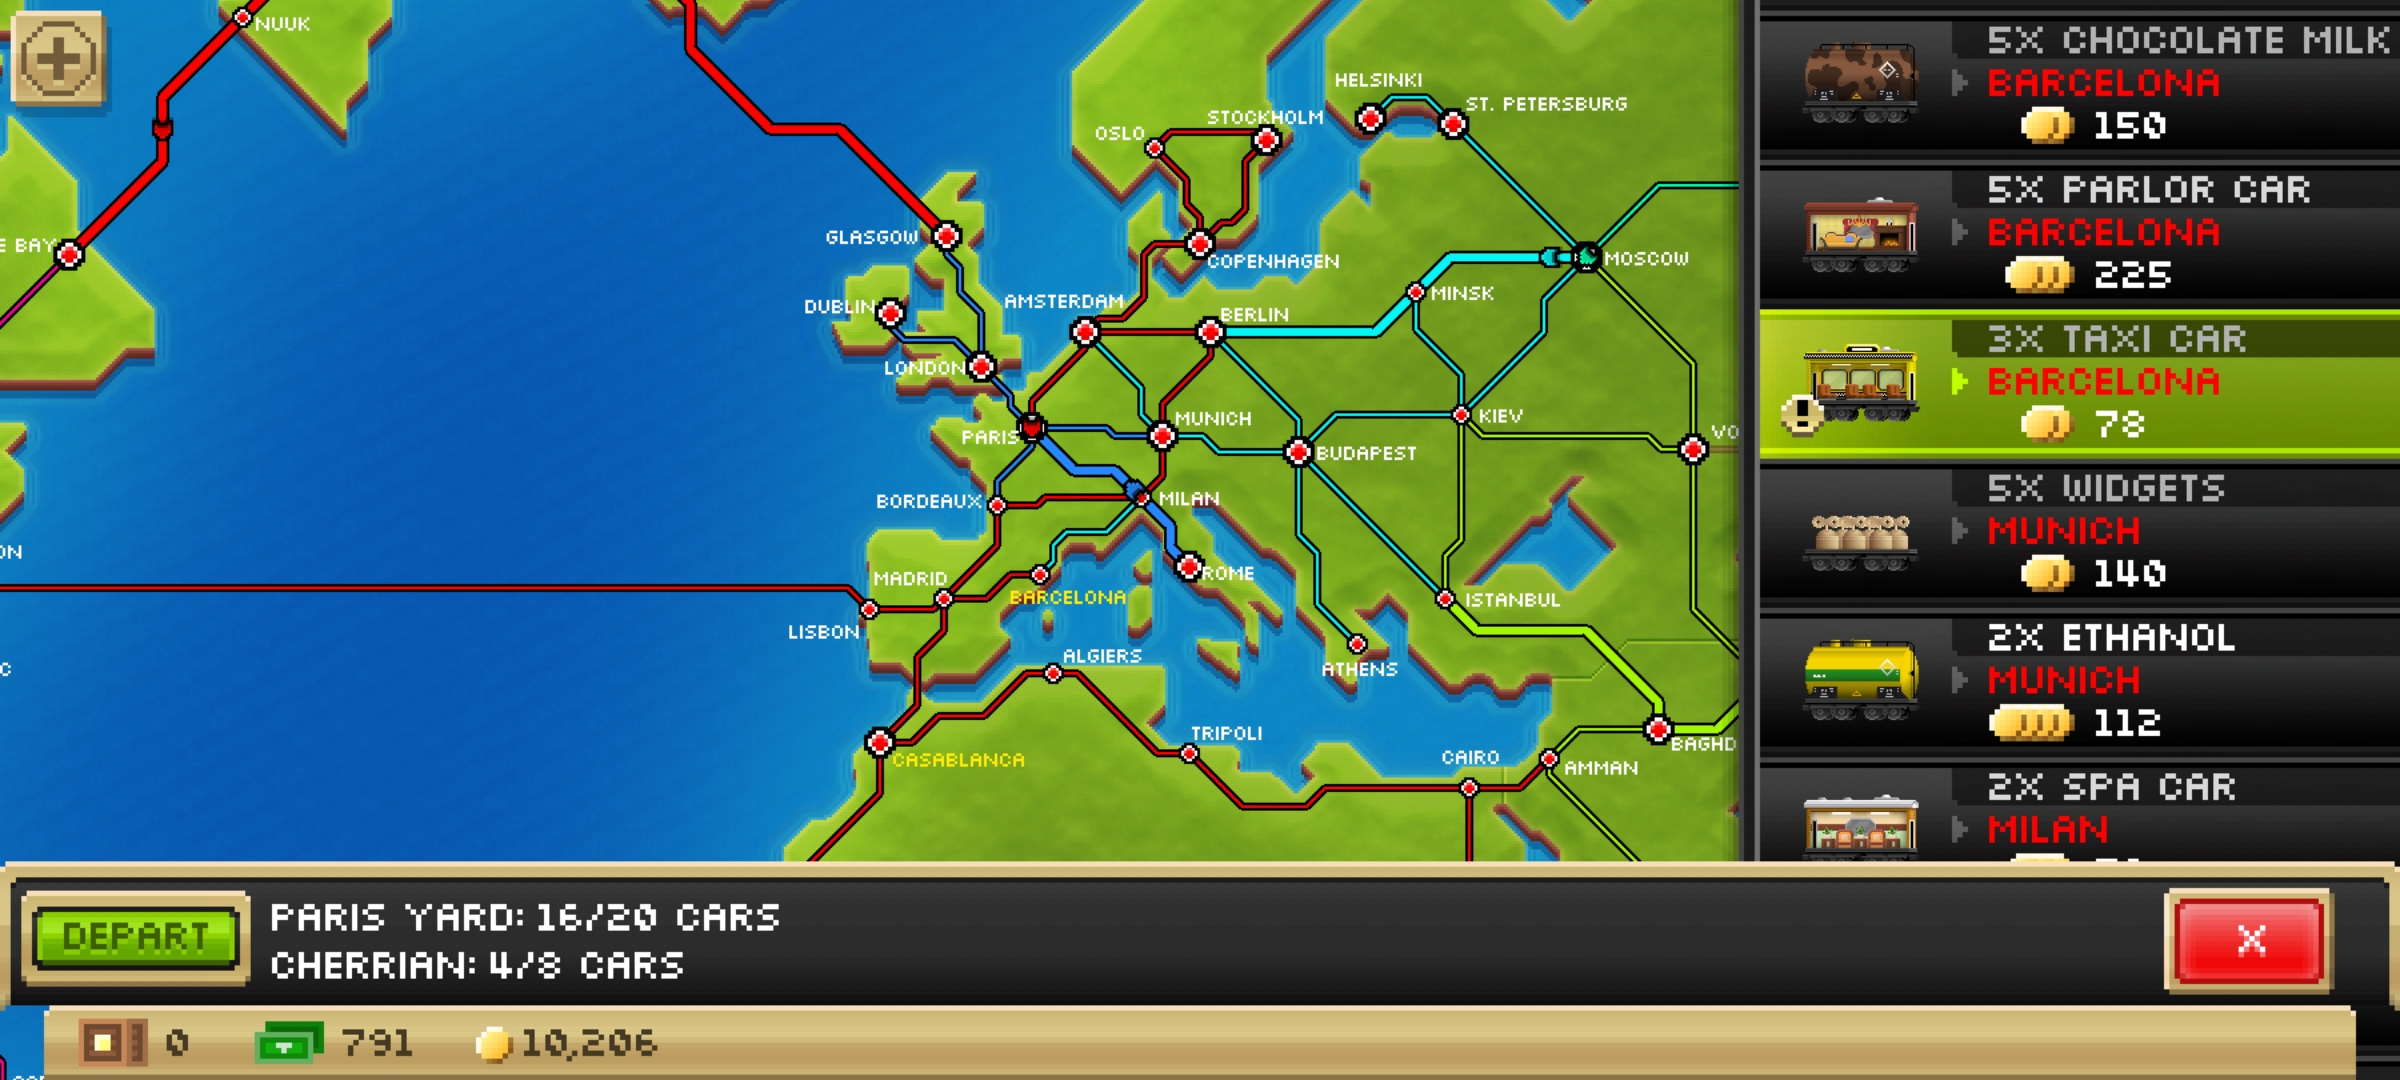 NUUK
HELSINKI
ST. PETERSBURG
STOCKHOLM
OSLO
GLASGOW
E BAY
COPENHAGEN
MOSCOW
MINSK
DUBLIN
AMSTERDAM
BERLIN
LONDON
MUNICH
KIEV
VO
PARIS
BUDAPEST
BORDEAUX
MILAN
ON
MADRID
ROME
BARCELONA
ISTANBUL
LISBON
ALGIERS
ATHENS
C
TRIPOLI
CASABLANCA
CAIRO
AMMAN
BAGHD
5X CHOCOLATE MILK
BARCELONA
150
5X PARLOR CAR
BARCELONA
225
3X TAXI CAR
BARCELONA
78
5X WIDGETS
MUNICH
140
2X ETHANOL
MUNICH
112
2X SPA CAR
MILAN
DEPART
PARIS YARD: 16/20 CARS
CHERRIAN: 4/8 CARS
X
0
791
10,206